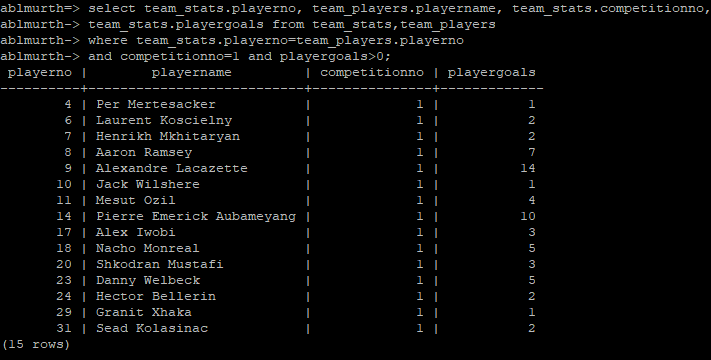 ablmurth=> select team_stats.playerno, team_players.playername, team_stats.competitionno,
ablmurth-> team_stats.playergoals from team_stats,team_players
ablmurth-> where team_stats.playerno=team_players.playerno
ablmurth-> and competitionno=1 and playergoals>0;
 playerno |        playername         | competitionno | playergoals
----------+---------------------------+---------------+-------------
        4 | Per Mertesacker           |             1 |           1
        6 | Laurent Koscielny         |             1 |           2
        7 | Henrikh Mkhitaryan        |             1 |           2
        8 | Aaron Ramsey              |             1 |           7
        9 | Alexandre Lacazette       |             1 |          14
       10 | Jack Wilshere             |             1 |           1
       11 | Mesut Ozil                |             1 |           4
       14 | Pierre Emerick Aubameyang |             1 |          10
       17 | Alex Iwobi                |             1 |           3
       18 | Nacho Monreal             |             1 |           5
       20 | Shkodran Mustafi          |             1 |           3
       23 | Danny Welbeck             |             1 |           5
       24 | Hector Bellerin           |             1 |           2
       29 | Granit Xhaka              |             1 |           1
       31 | Sead Kolasinac            |             1 |           2
(15 rows)